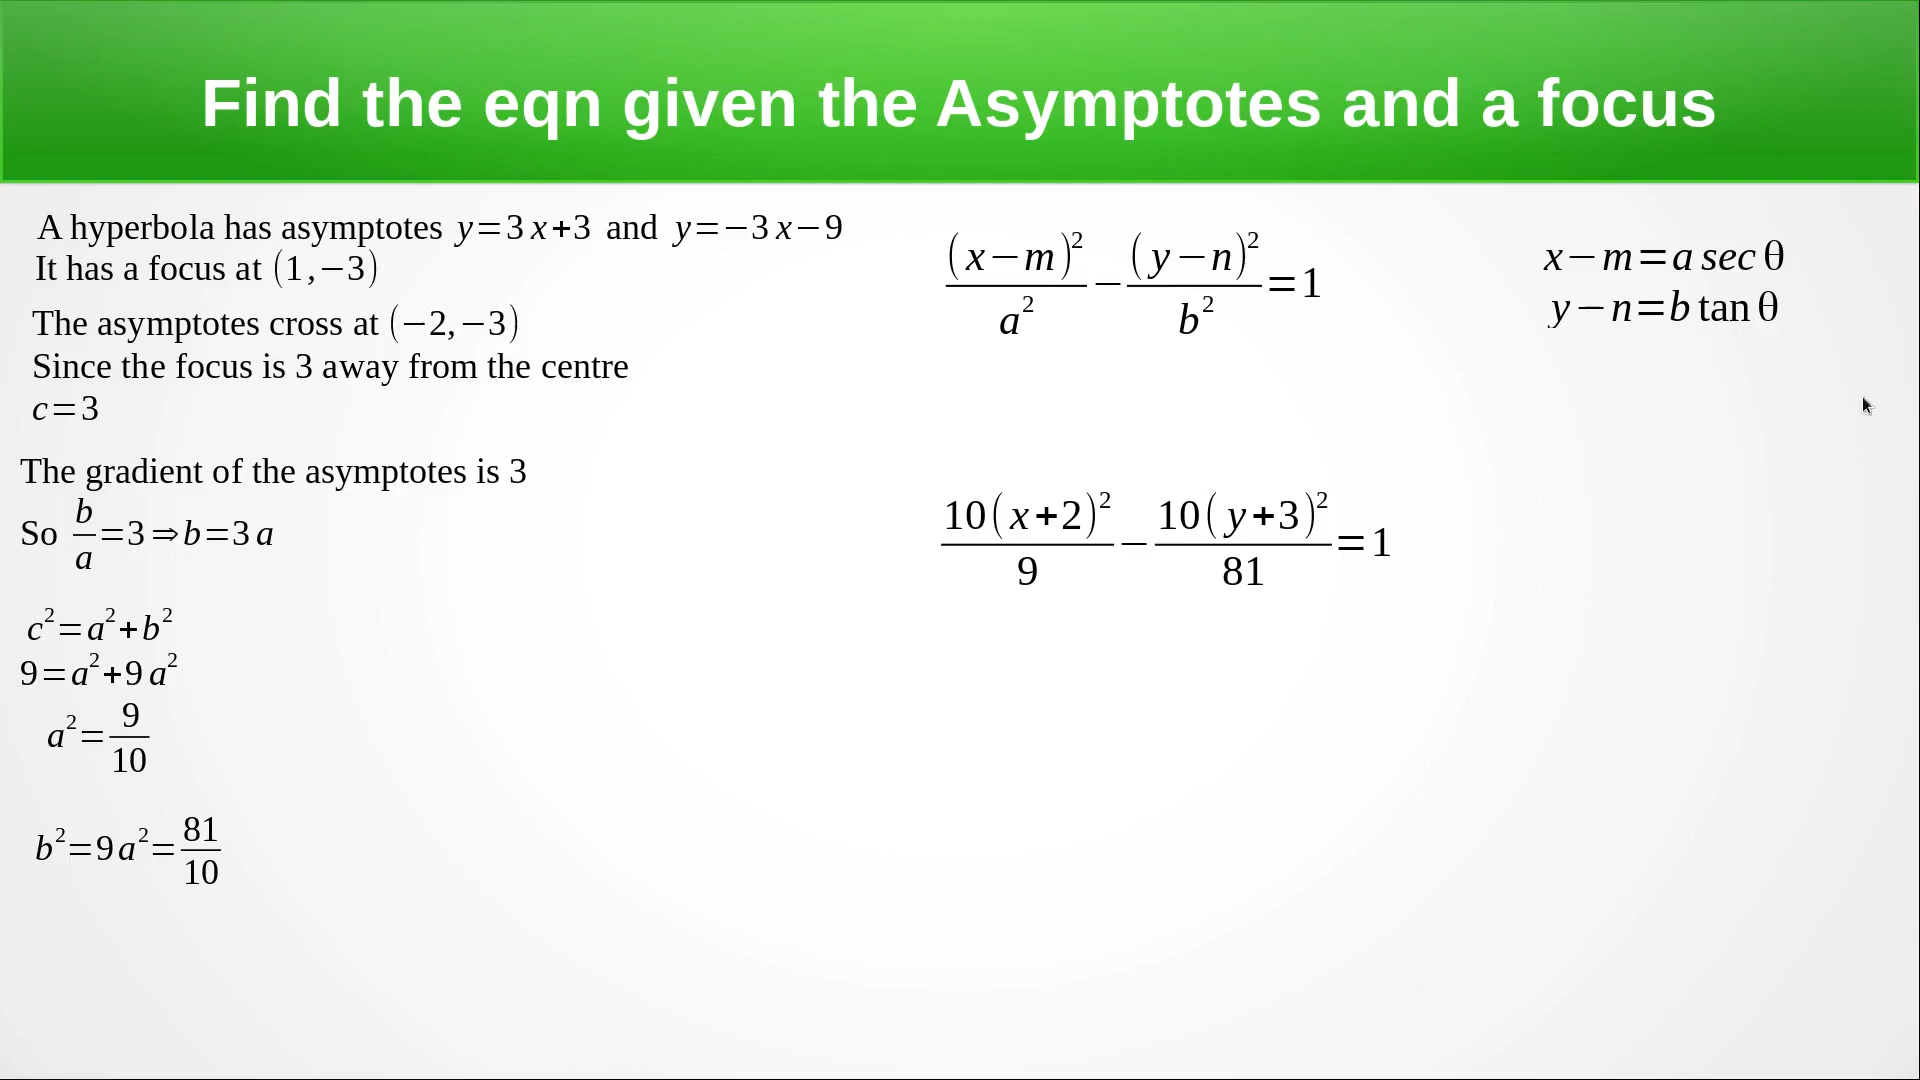 Find the eqn given the Asymptotes and a focus
A hyperbola has asymptotes y=3x+3 and y=−3x−9
It has a focus at (1,−3)
The asymptotes cross at (−2,−3)
Since the focus is 3 away from the centre
c=3
The gradient of the asymptotes is 3
So b/a=3⇒b=3a
c²=a²+b²
9=a²+9a²
a²=9/10
b²=9a²=81/10
(x−m)²/a²−(y−n)²/b²=1
10(x+2)²/9−10(y+3)²/81=1
x−m=a sec θ
y−n=b tan θ